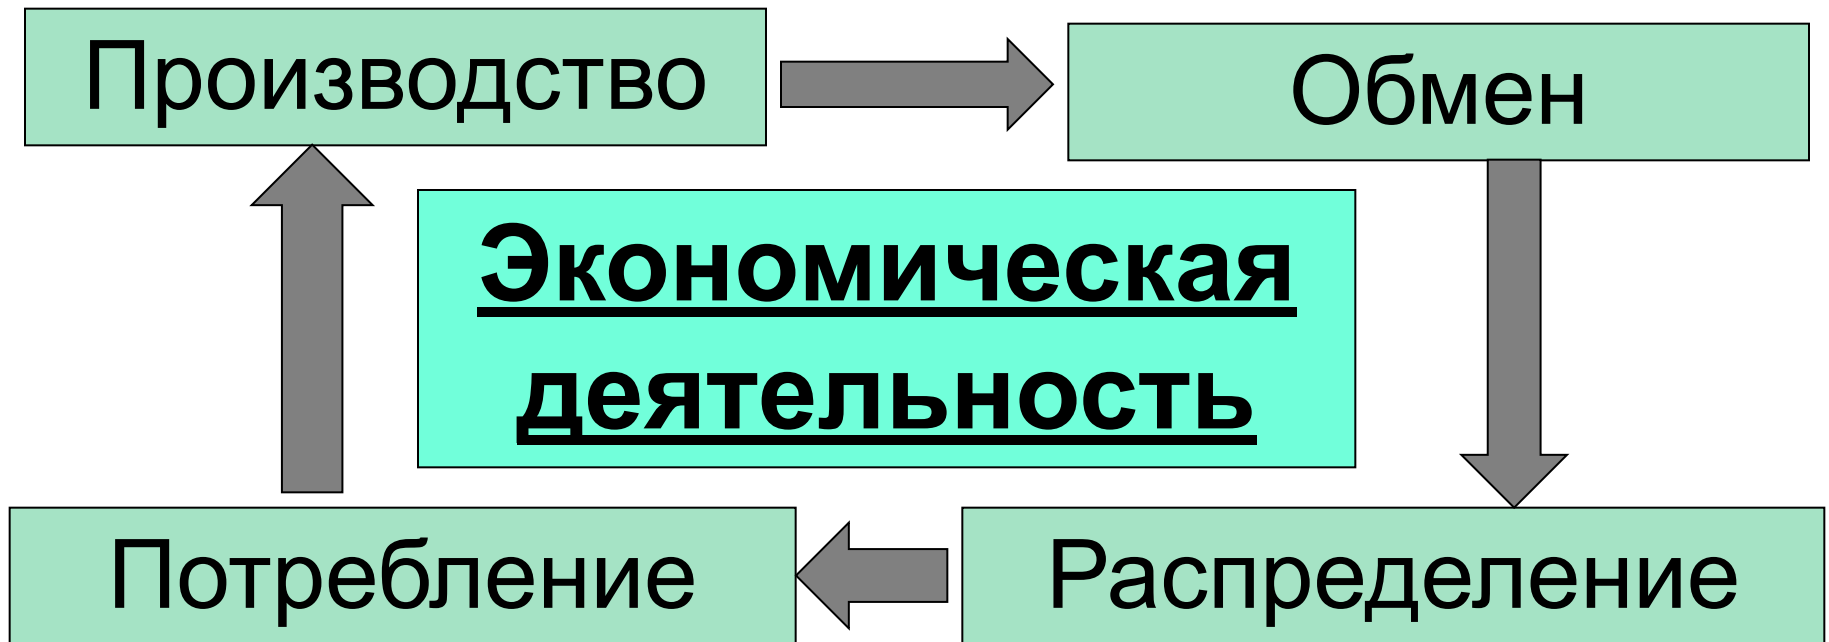 Производство
Обмен
Экономическая
деятельность
Потребление
Распределение